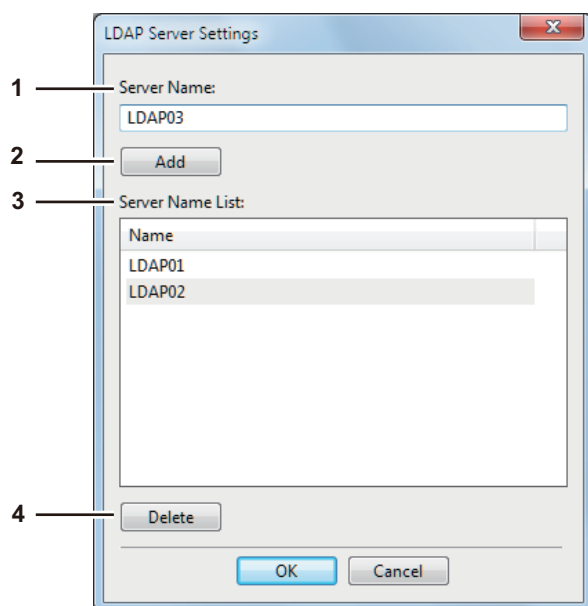 LDAP Server Settings
1 Server Name:
LDAP03
2 Add
3 Server Name List:
Name
LDAP01
LDAP02
4 Delete
OK Cancel